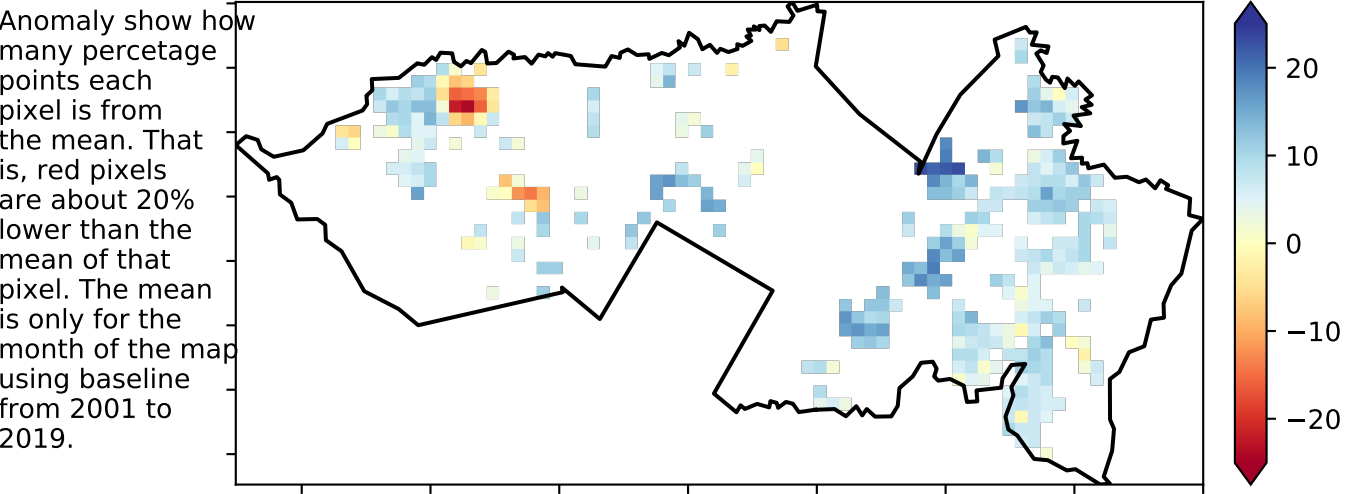 Anomaly show how
many percetage
points each
pixel is from
the mean. That
is, red pixels
are about 20%
lower than the
mean of that
pixel. The mean
is only for the
month of the map
using baseline
from 2001 to
2019.
20
10
0
−10
−20